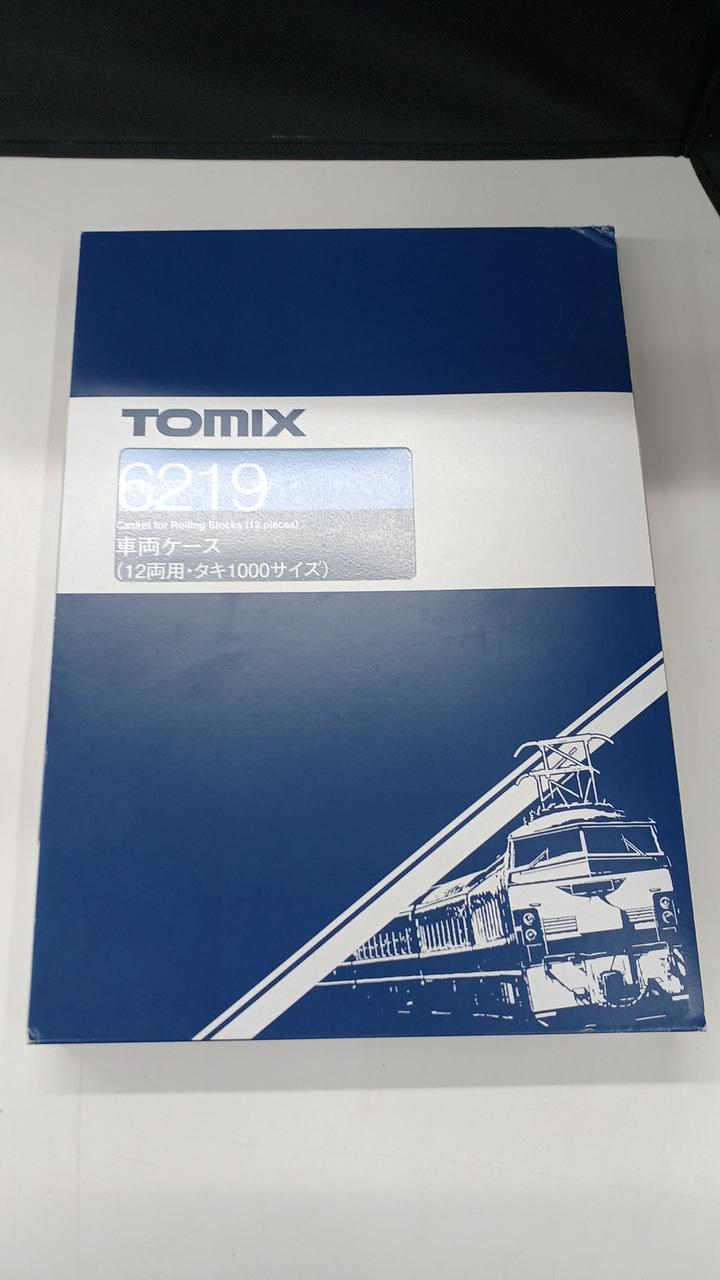 TOMIX
6219
Casket for Rolling Stocks (12 pieces)
車両ケース
(12両用・タキ1000サイズ)